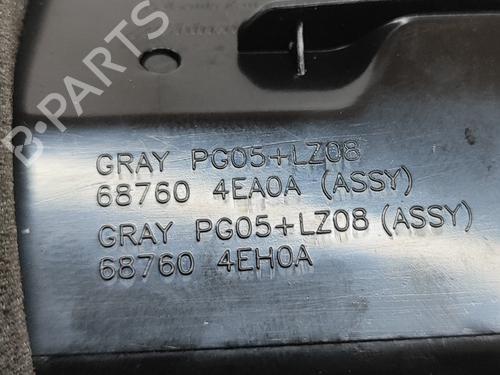 B-PARTS
GRAY PG05+LZ08
68760 4EA0A (ASSY)
GRAY PG05+LZ08 (ASSY)
68760 4EH0A